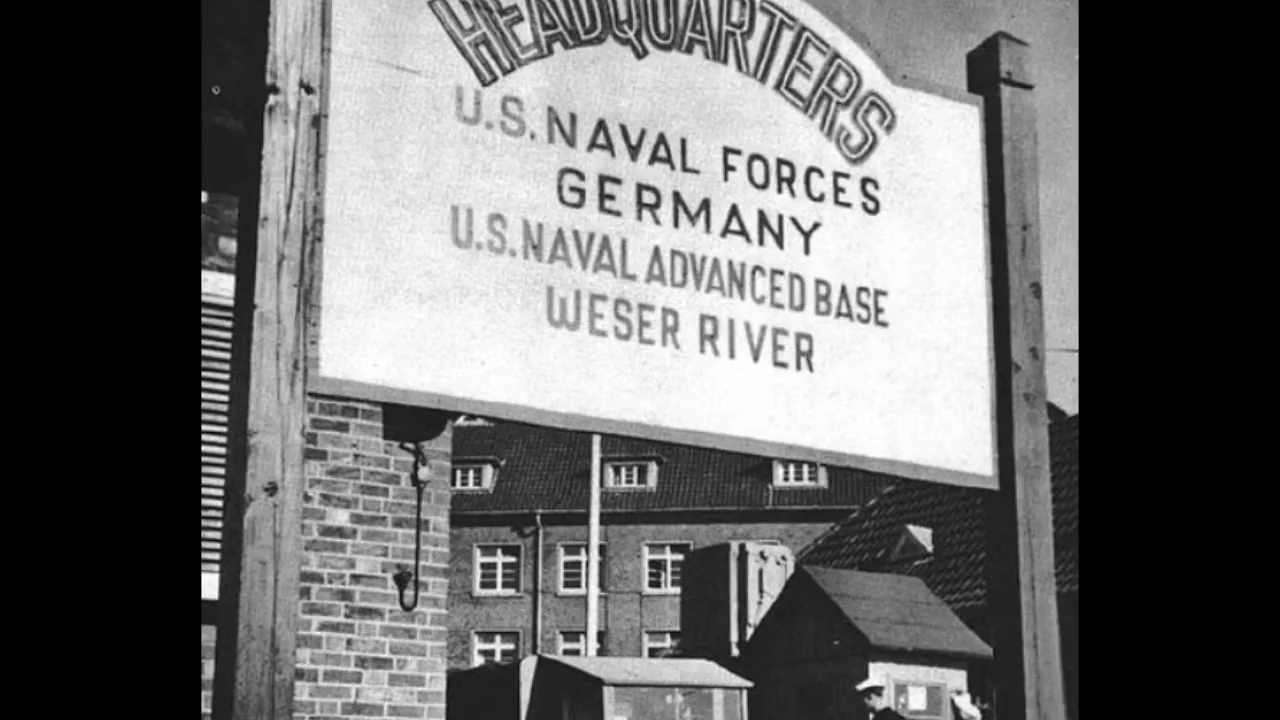 HEADQUARTERS
U.S. NAVAL FORCES
GERMANY
U.S. NAVAL ADVANCED BASE
WESER RIVER